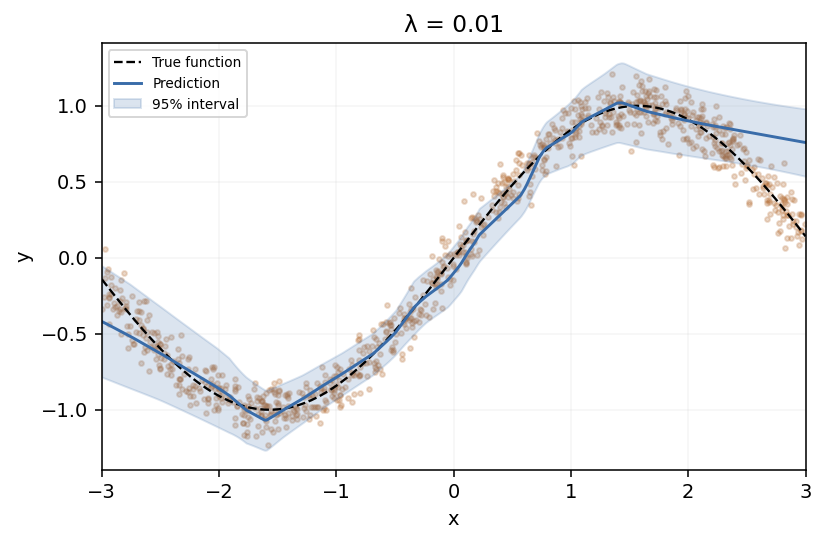 λ = 0.01
True function
Prediction
95% interval
y
1.0
0.5
0.0
−0.5
−1.0
−3
−2
−1
0
1
2
3
x